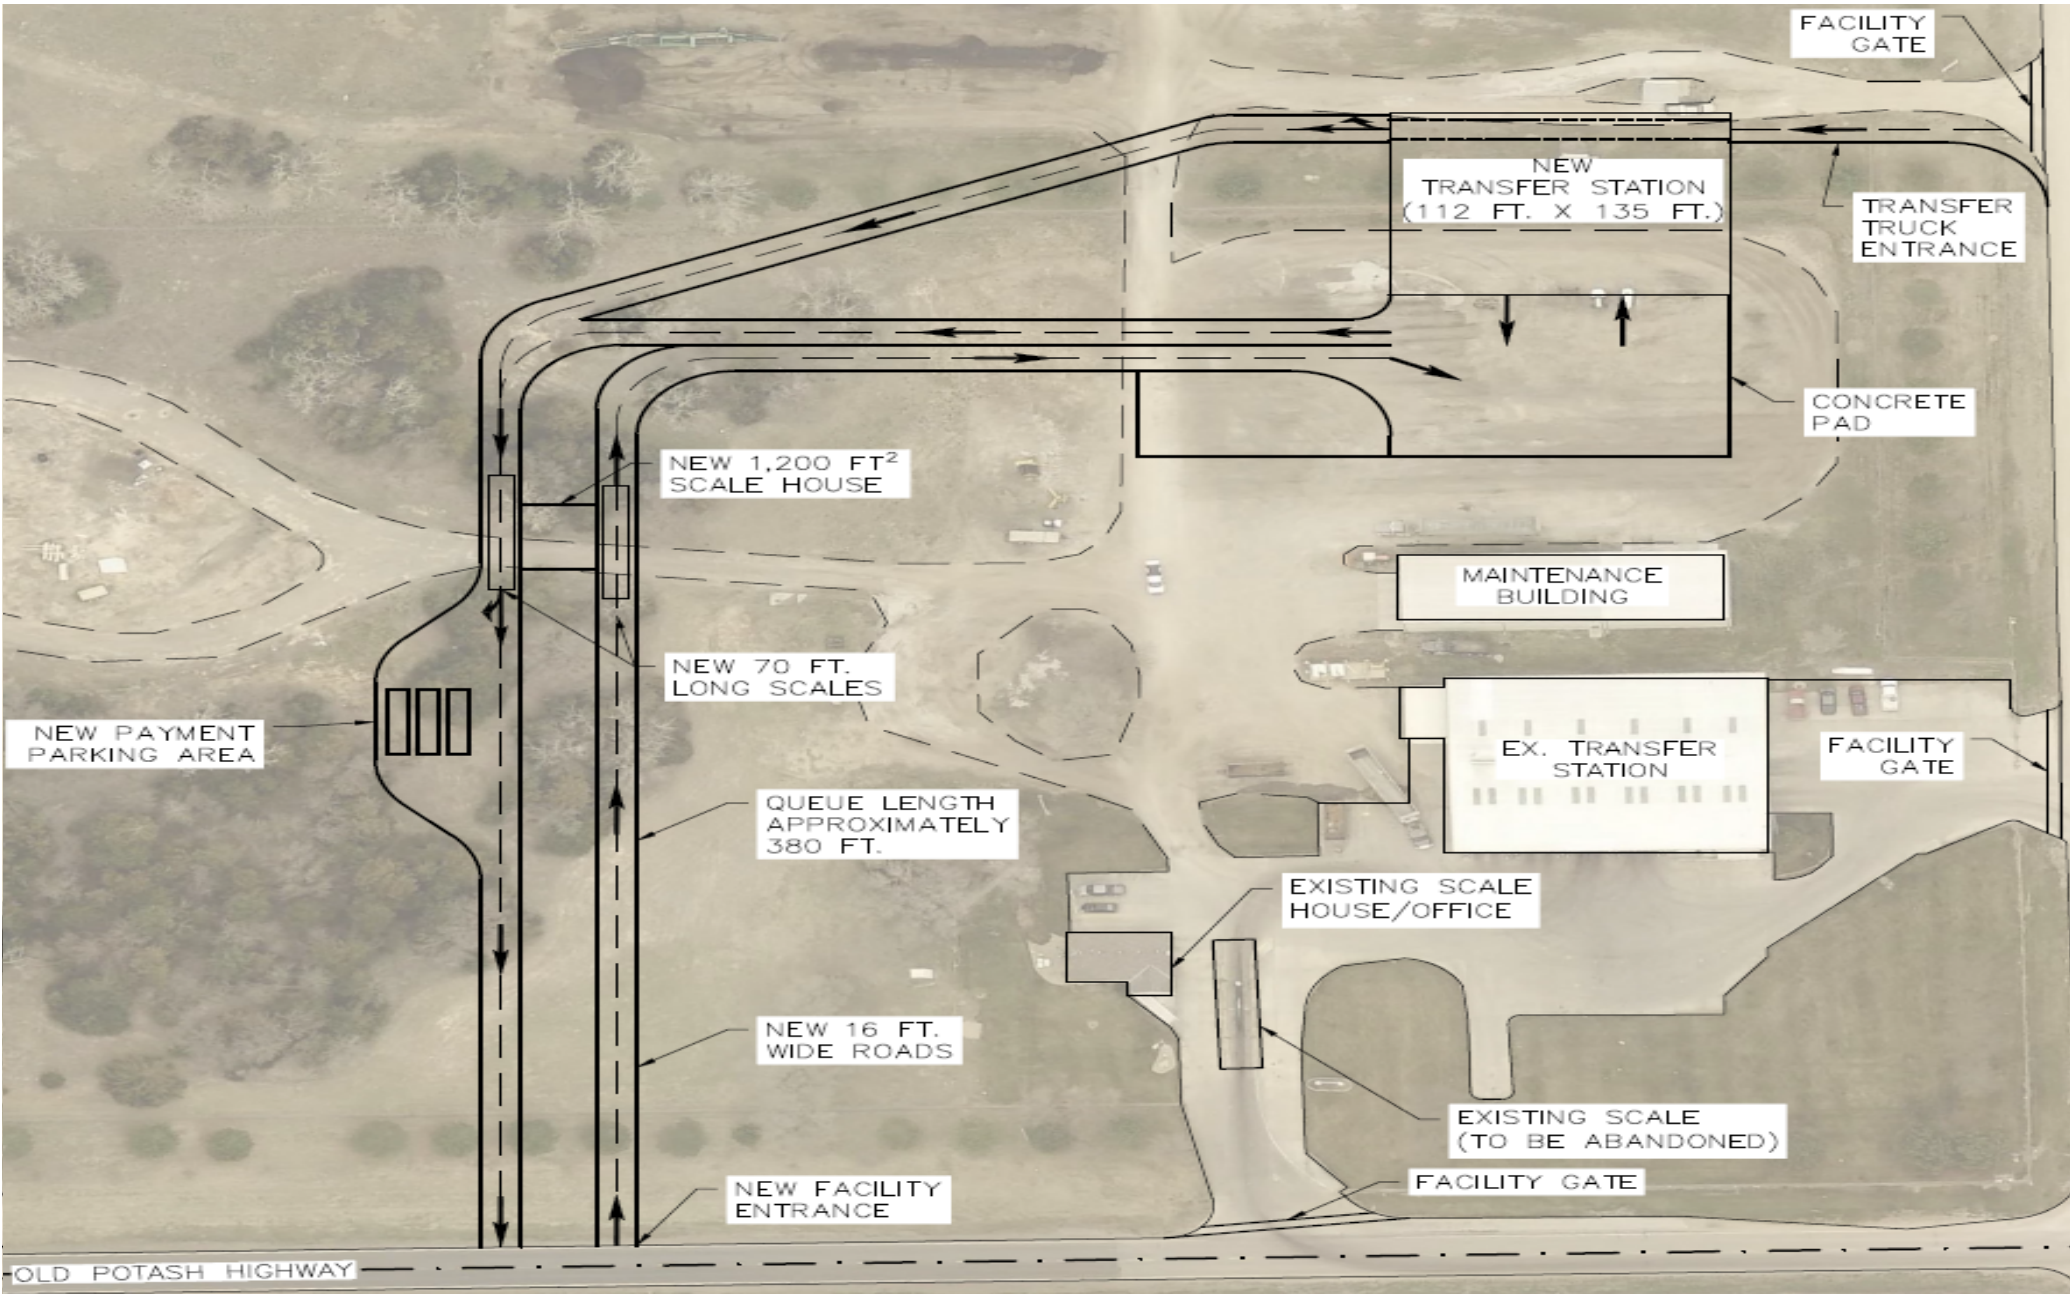 FACILITY
GATE
NEW
TRANSFER STATION
(112 FT. X 135 FT.)
TRANSFER
TRUCK
ENTRANCE
CONCRETE
PAD
NEW 1,200 FT²
SCALE HOUSE
MAINTENANCE
BUILDING
NEW 70 FT.
LONG SCALES
NEW PAYMENT
PARKING AREA
EX. TRANSFER
STATION
FACILITY
GATE
QUEUE LENGTH
APPROXIMATELY
380 FT.
EXISTING SCALE
HOUSE/OFFICE
NEW 16 FT.
WIDE ROADS
EXISTING SCALE
(TO BE ABANDONED)
FACILITY GATE
NEW FACILITY
ENTRANCE
OLD POTASH HIGHWAY